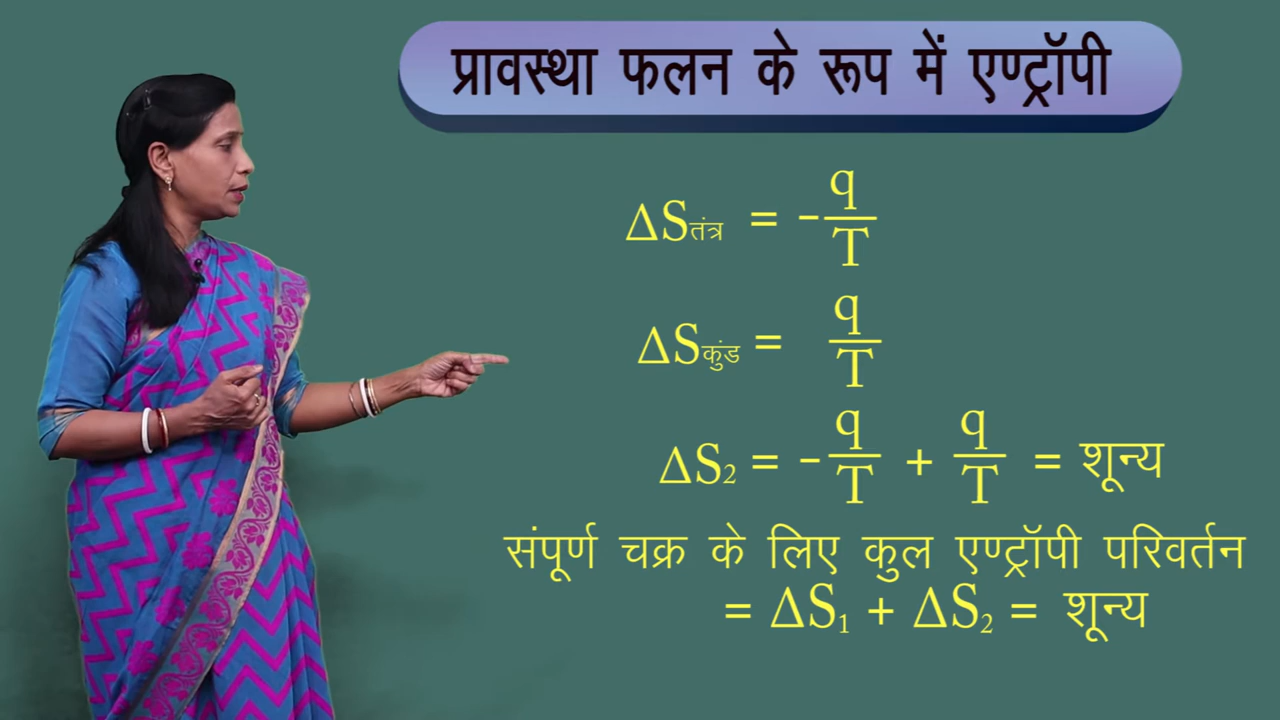 प्रावस्था फलन के रूप में एण्ट्रॉपी
ΔSतंत्र = -q/T
ΔSकुंड = q/T
ΔS₂ = -q/T + q/T = शून्य
संपूर्ण चक्र के लिए कुल एण्ट्रॉपी परिवर्तन
= ΔS₁ + ΔS₂ = शून्य